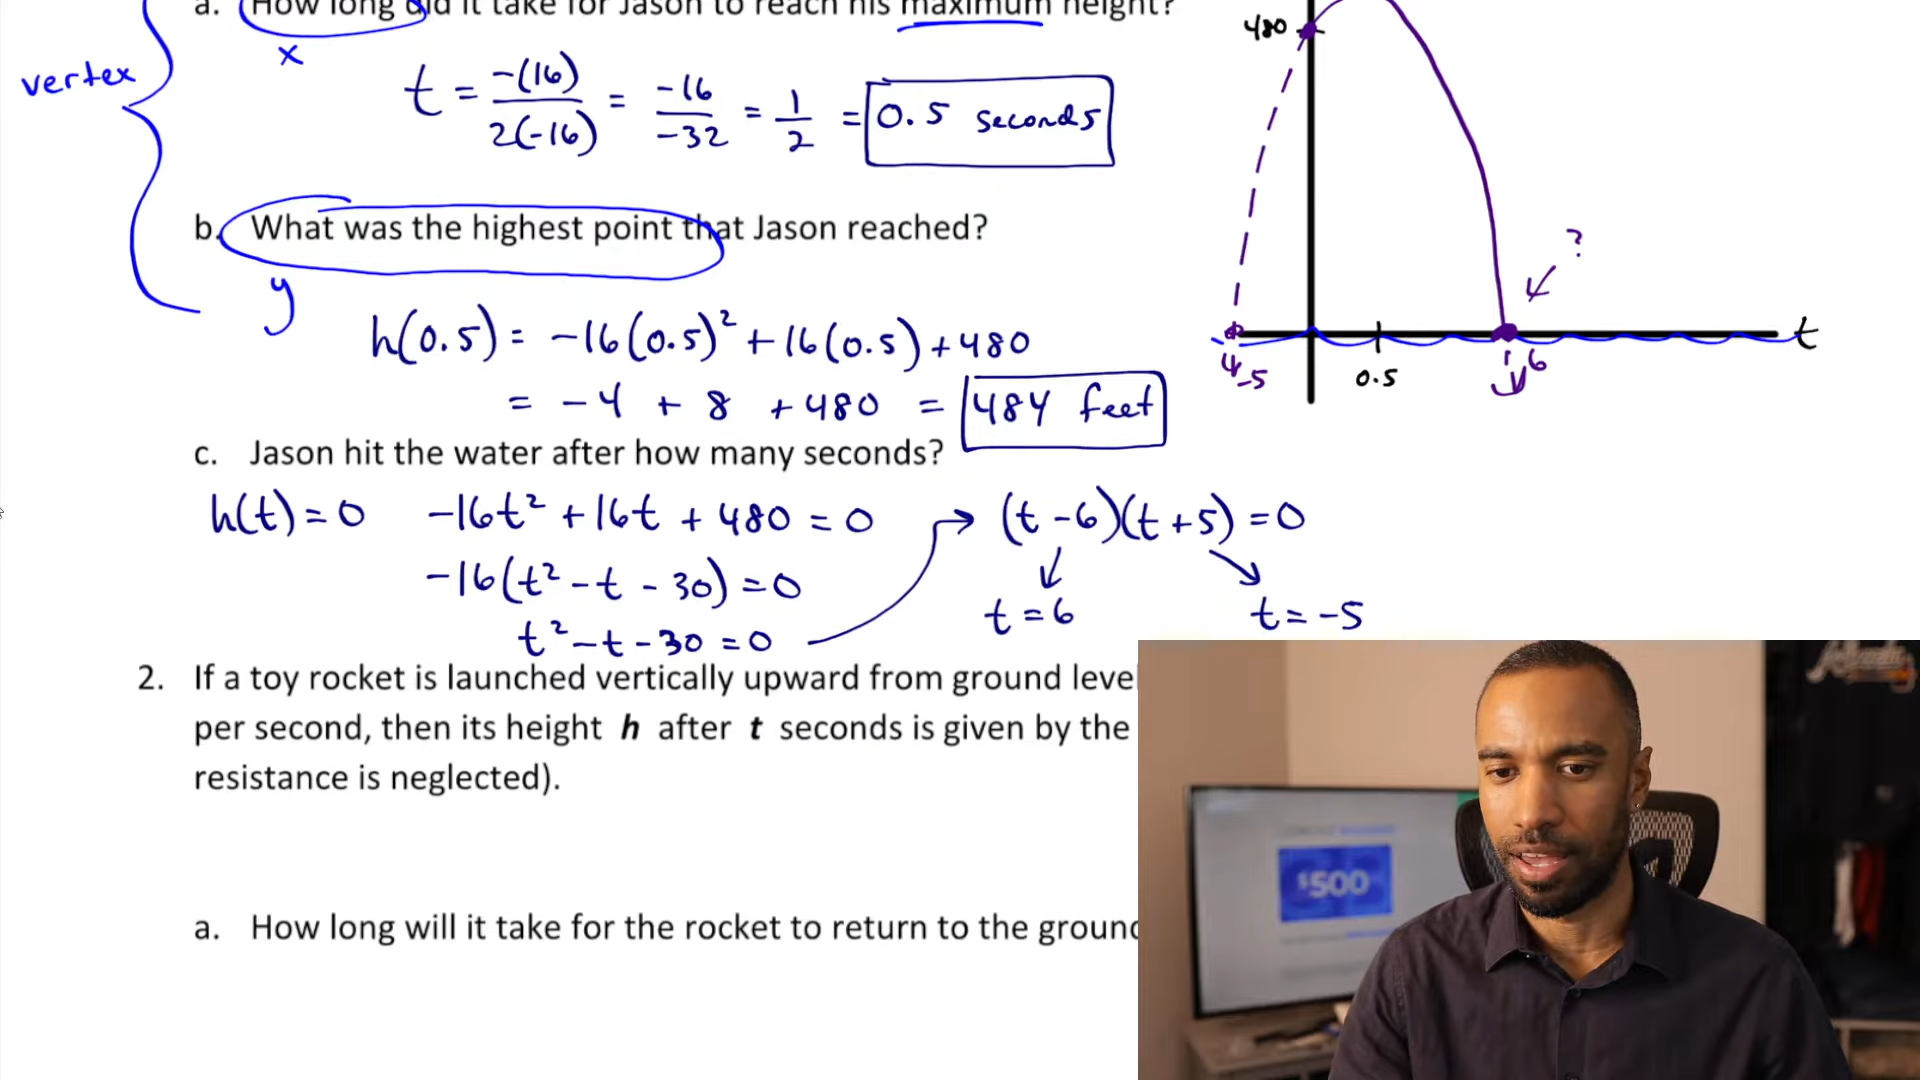 a. How long did it take for Jason to reach his maximum height?
x
vertex
t = -(16) / 2(-16) = -16 / -32 = 1 / 2 = 0.5 seconds
b. What was the highest point that Jason reached?
y
h(0.5) = -16(0.5)² + 16(0.5) + 480
= -4 + 8 + 480 = 484 feet
c. Jason hit the water after how many seconds?
h(t) = 0 -16t² + 16t + 480 = 0 → (t - 6)(t + 5) = 0
-16(t² - t - 30) = 0
t = 6 t = -5
t² - t - 30 = 0
480
?
t
-5 0.5 6
2. If a toy rocket is launched vertically upward from ground level
per second, then its height h after t seconds is given by the
resistance is neglected).
a. How long will it take for the rocket to return to the ground
$500